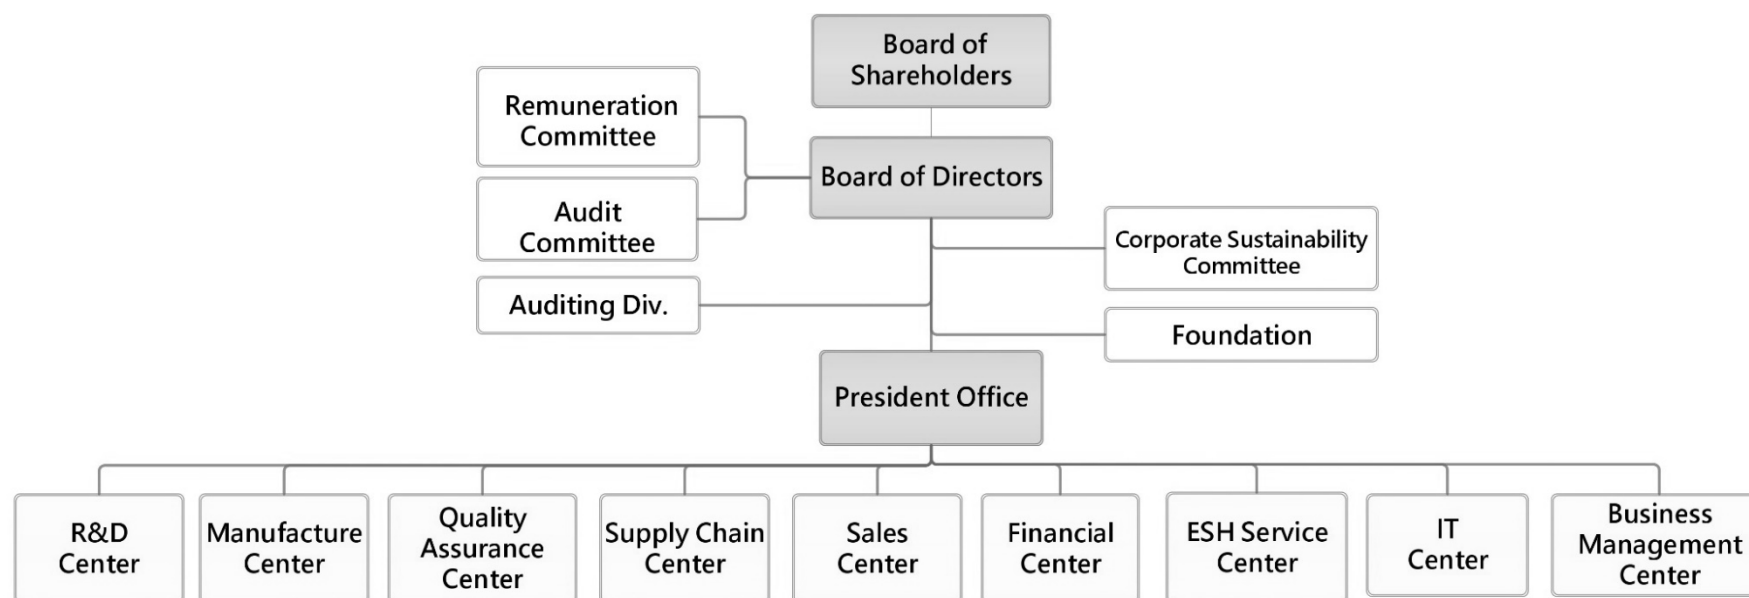 Board of
Shareholders
Remuneration
Committee
Board of Directors
Audit
Committee
Corporate Sustainability
Committee
Auditing Div.
Foundation
President Office
R&D
Center
Manufacture
Center
Quality
Assurance
Center
Supply Chain
Center
Sales
Center
Financial
Center
ESH Service
Center
IT
Center
Business
Management
Center